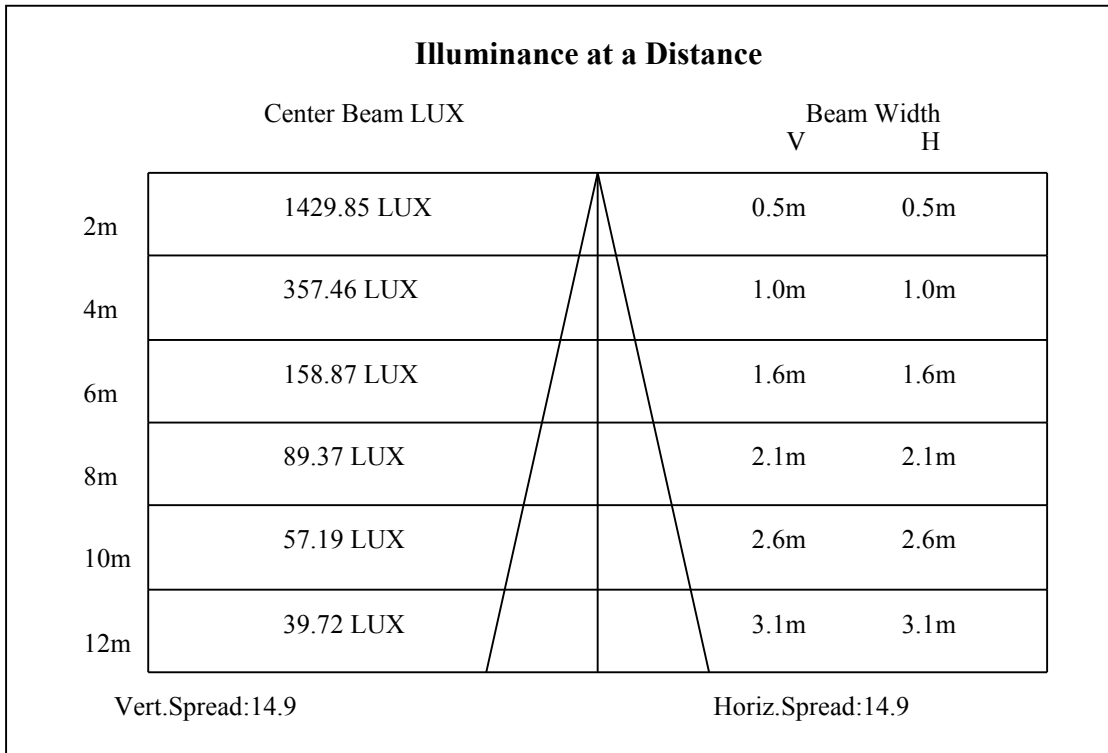 Illuminance at a Distance
Center Beam LUX Beam Width
V H
2m 1429.85 LUX 0.5m 0.5m
4m 357.46 LUX 1.0m 1.0m
6m 158.87 LUX 1.6m 1.6m
8m 89.37 LUX 2.1m 2.1m
10m 57.19 LUX 2.6m 2.6m
12m 39.72 LUX 3.1m 3.1m
Vert.Spread:14.9 Horiz.Spread:14.9